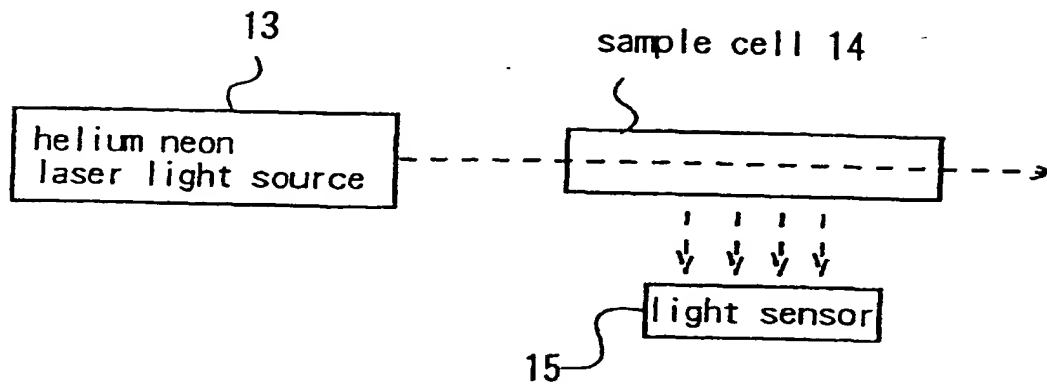 13
sample cell 14
helium neon
laser light source
light sensor
15